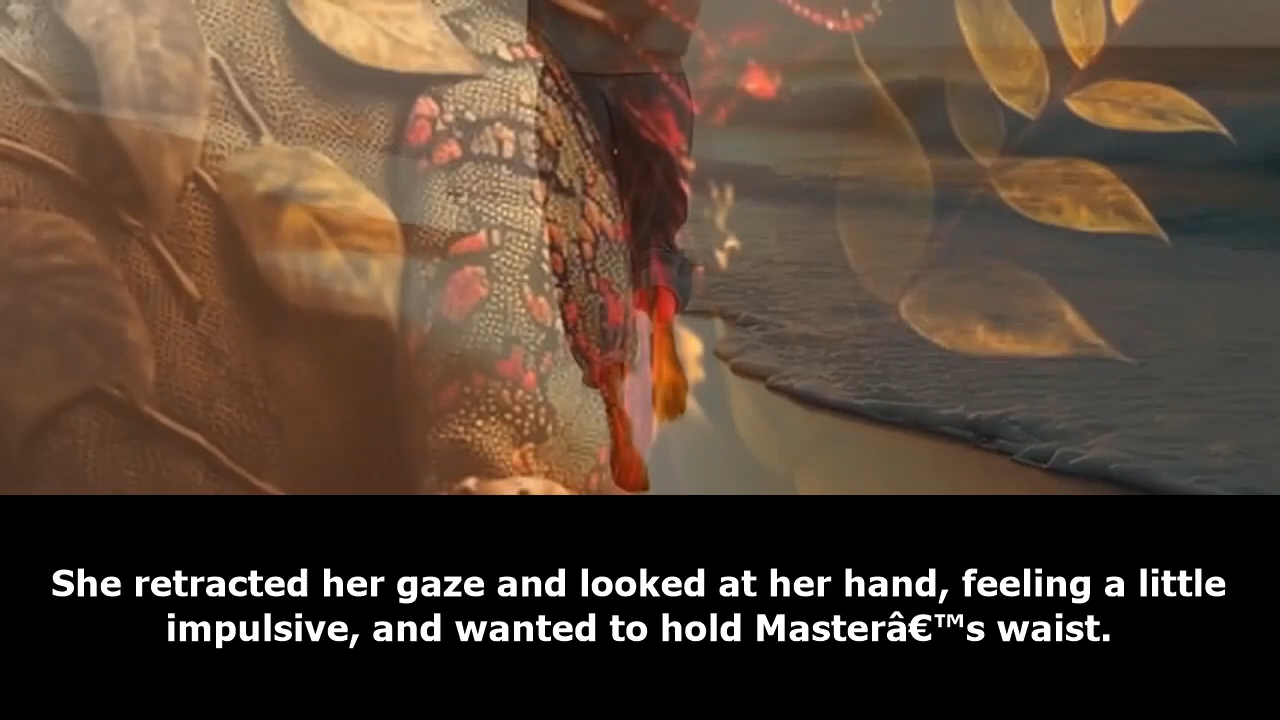 She retracted her gaze and looked at her hand, feeling a little
impulsive, and wanted to hold Masterâ€™s waist.